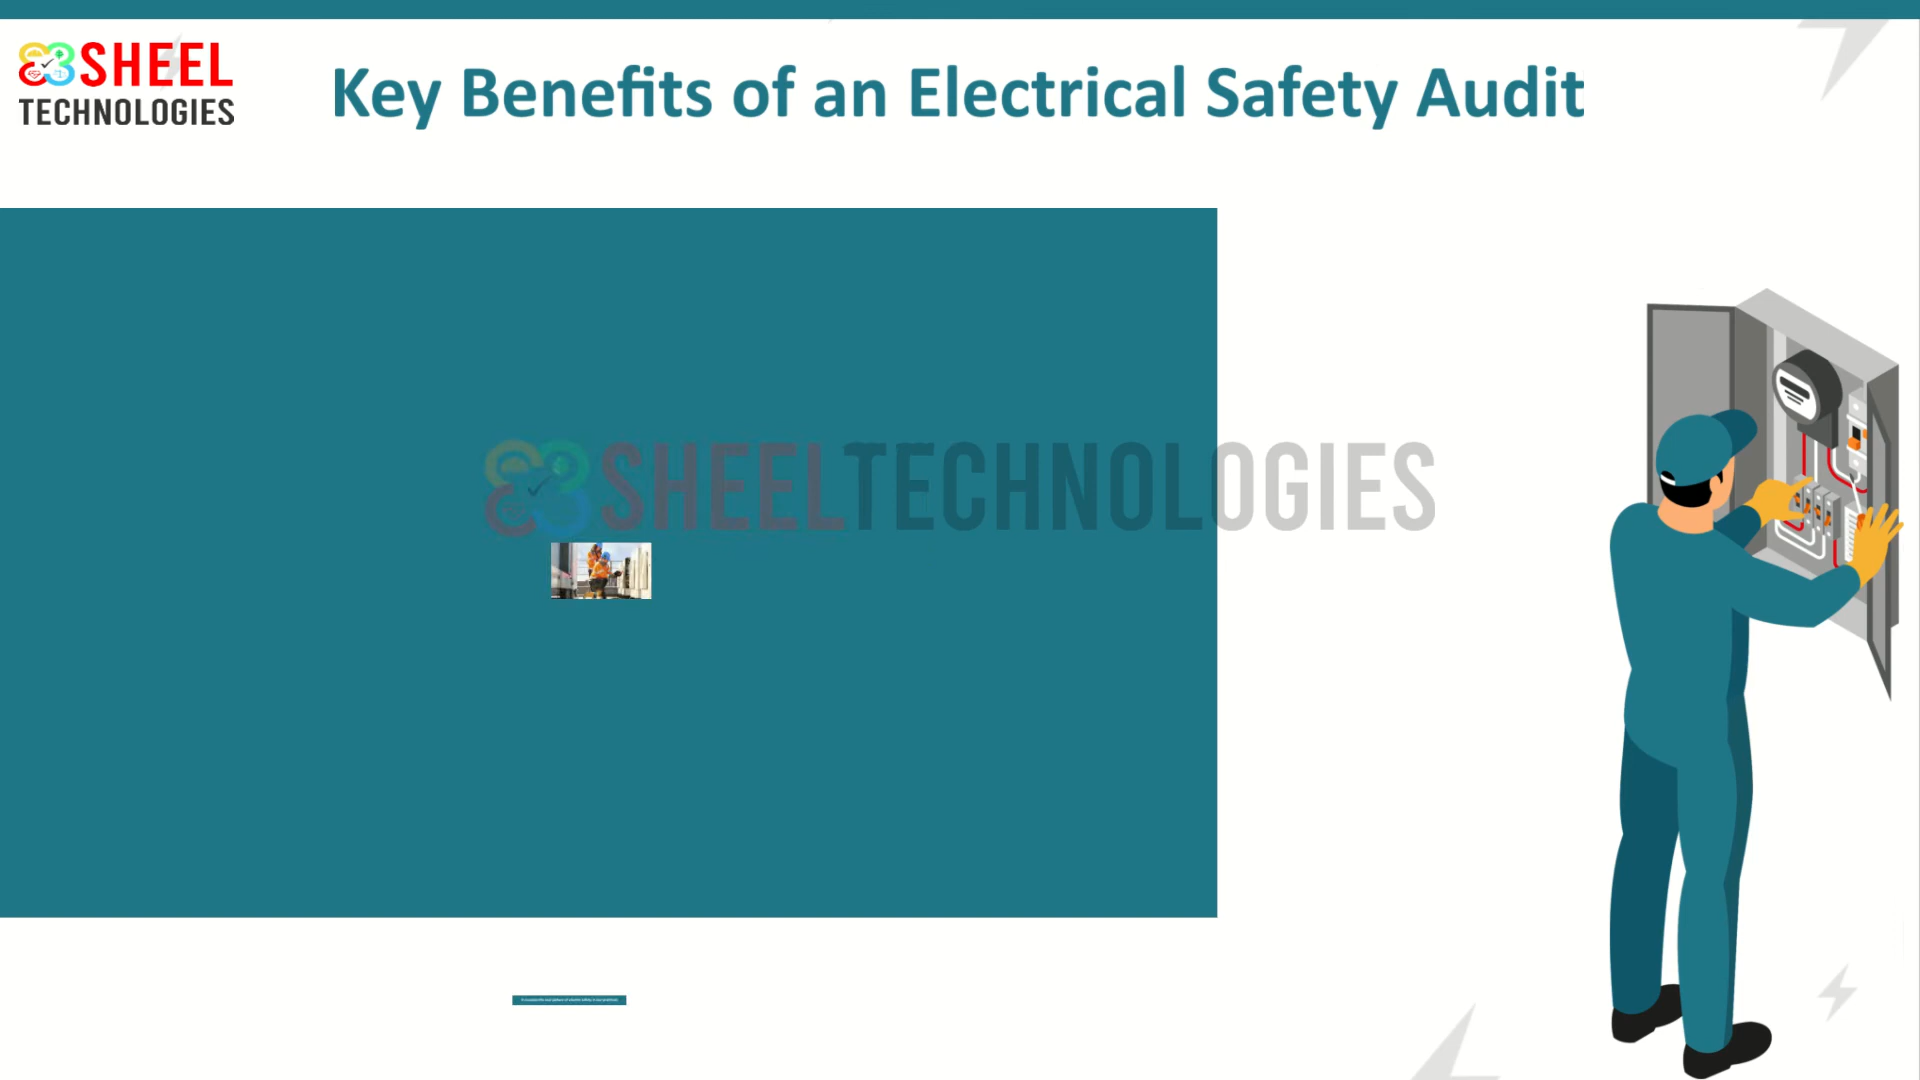 SHEEL
TECHNOLOGIES
Key Benefits of an Electrical Safety Audit
SHEELTECHNOLOGIES